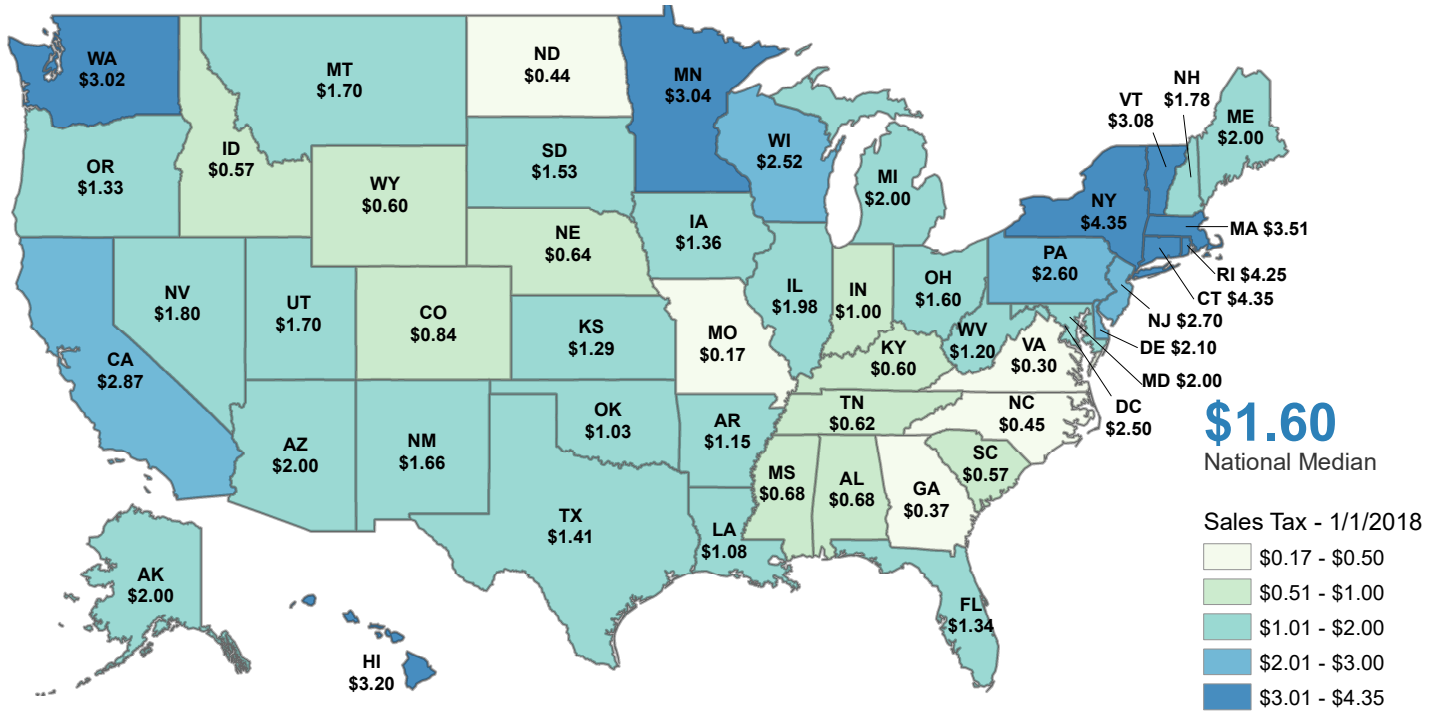 WA
$3.02
MT
$1.70
ND
$0.44
MN
$3.04
NH
$1.78
VT
$3.08
ME
$2.00
OR
$1.33
ID
$0.57
WY
$0.60
SD
$1.53
WI
$2.52
MI
$2.00
NY
$4.35
MA $3.51
RI $4.25
CT $4.35
NE
$0.64
IA
$1.36
PA
$2.60
NJ $2.70
NV
$1.80
UT
$1.70
CO
$0.84
KS
$1.29
IL
$1.98
IN
$1.00
OH
$1.60
WV
$1.20
VA
$0.30
DE $2.10
MD $2.00
DC
$2.50
CA
$2.87
MO
$0.17
KY
$0.60
AZ
$2.00
NM
$1.66
OK
$1.03
AR
$1.15
TN
$0.62
NC
$0.45
SC
$0.57
MS
$0.68
AL
$0.68
GA
$0.37
TX
$1.41
LA
$1.08
FL
$1.34
AK
$2.00
HI
$3.20
$1.60
National Median
Sales Tax - 1/1/2018
$0.17 - $0.50
$0.51 - $1.00
$1.01 - $2.00
$2.01 - $3.00
$3.01 - $4.35